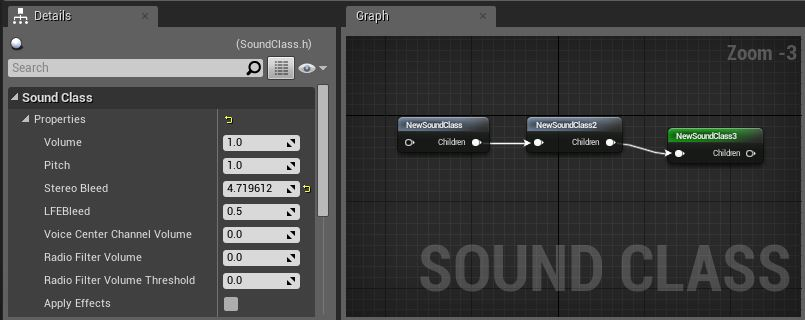 Details
(SoundClass.h)
Search
Sound Class
Properties
Volume 1.0
Pitch 1.0
Stereo Bleed 4.719612
LFEBleed 0.5
Voice Center Channel Volume 0.0
Radio Filter Volume 0.0
Radio Filter Volume Threshold 0.0
Apply Effects
Graph
Zoom -3
NewSoundClass
Children
NewSoundClass2
Children
NewSoundClass3
Children
SOUND CLASS